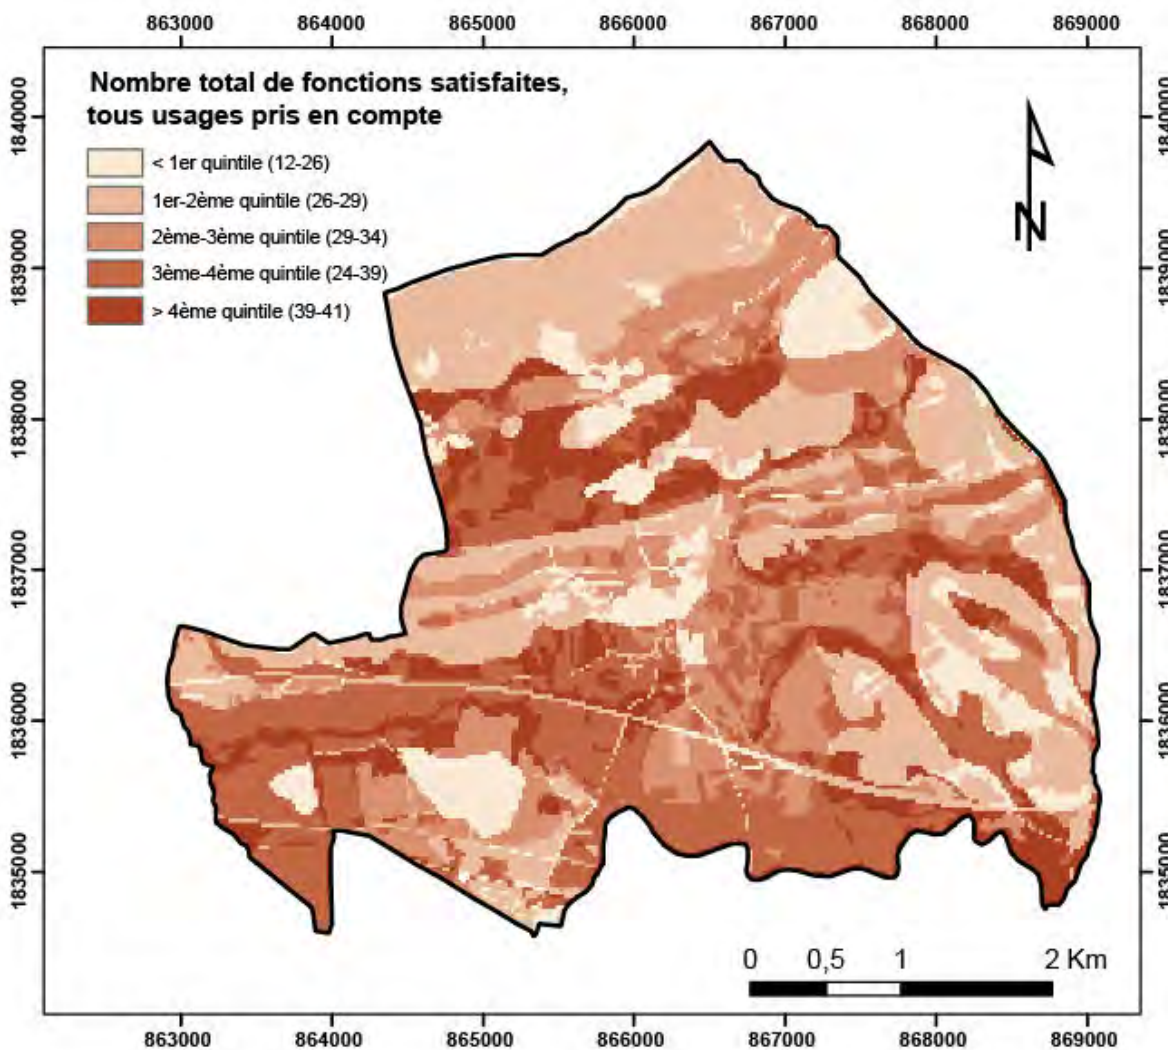 863000 864000 865000 866000 867000 868000 869000
Nombre total de fonctions satisfaites,
tous usages pris en compte
< 1er quintile (12-26)
1er-2ème quintile (26-29)
2ème-3ème quintile (29-34)
3ème-4ème quintile (24-39)
> 4ème quintile (39-41)
N
1840000 1840000
1839000 1839000
1838000 1838000
1837000 1837000
1836000 1836000
1835000 1835000
0 0,5 1 2 Km
863000 864000 865000 866000 867000 868000 869000